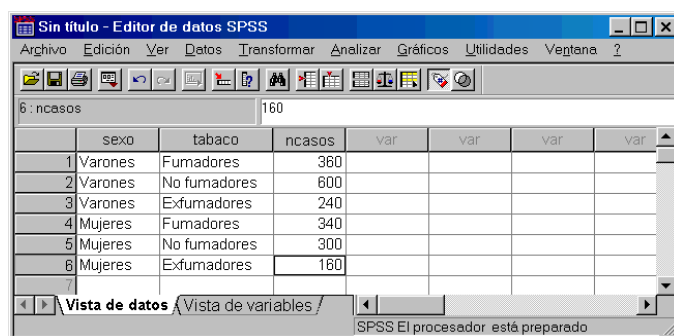 Sin título - Editor de datos SPSS
Archivo Edición Ver Datos Transformar Analizar Gráficos Utilidades Ventana ?
6 : ncasos 160
sexo tabaco ncasos var var var var
1 Varones Fumadores 360
2 Varones No fumadores 600
3 Varones Exfumadores 240
4 Mujeres Fumadores 340
5 Mujeres No fumadores 300
6 Mujeres Exfumadores 160
7
Vista de datos Vista de variables
SPSS El procesador está preparado